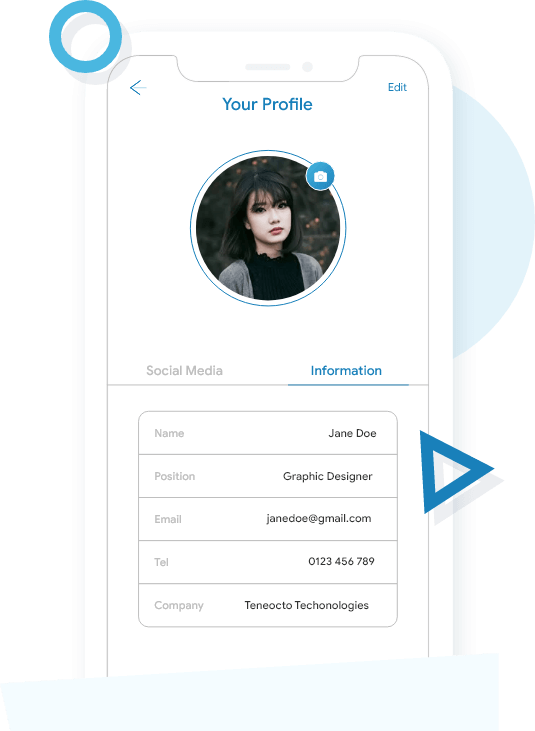 Edit
Your Profile
Social Media Information
Name Jane Doe
Position Graphic Designer
Email janedoe@gmail.com
Tel 0123 456 789
Company Teneocto Techonologies